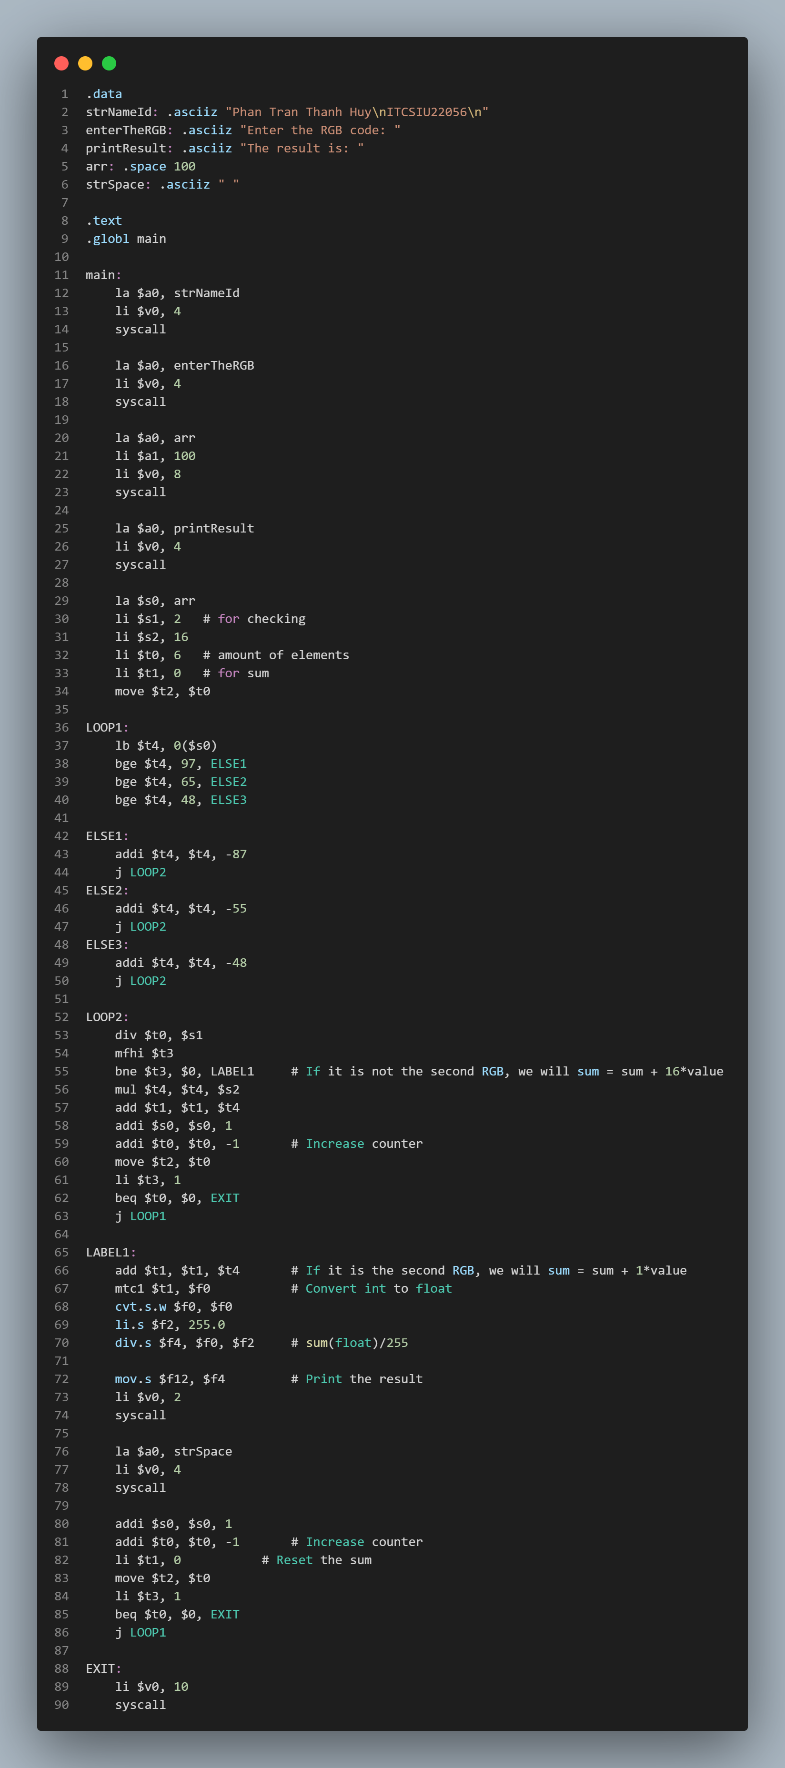 1 .data
2 strNameId: .asciiz "Phan Tran Thanh Huy\nITCSIU22056\n"
3 enterTheRGB: .asciiz "Enter the RGB code: "
4 printResult: .asciiz "The result is: "
5 arr: .space 100
6 strSpace: .asciiz " "
7
8 .text
9 .globl main
10
11 main:
12     la $a0, strNameId
13     li $v0, 4
14     syscall
15
16     la $a0, enterTheRGB
17     li $v0, 4
18     syscall
19
20     la $a0, arr
21     li $a1, 100
22     li $v0, 8
23     syscall
24
25     la $a0, printResult
26     li $v0, 4
27     syscall
28
29     la $s0, arr
30     li $s1, 2   # for checking
31     li $s2, 16
32     li $t0, 6   # amount of elements
33     li $t1, 0   # for sum
34     move $t2, $t0
35
36 LOOP1:
37     lb $t4, 0($s0)
38     bge $t4, 97, ELSE1
39     bge $t4, 65, ELSE2
40     bge $t4, 48, ELSE3
41
42 ELSE1:
43     addi $t4, $t4, -87
44     j LOOP2
45 ELSE2:
46     addi $t4, $t4, -55
47     j LOOP2
48 ELSE3:
49     addi $t4, $t4, -48
50     j LOOP2
51
52 LOOP2:
53     div $t0, $s1
54     mfhi $t3
55     bne $t3, $0, LABEL1     # If it is not the second RGB, we will sum = sum + 16*value
56     mul $t4, $t4, $s2
57     add $t1, $t1, $t4
58     addi $s0, $s0, 1
59     addi $t0, $t0, -1       # Increase counter
60     move $t2, $t0
61     li $t3, 1
62     beq $t0, $0, EXIT
63     j LOOP1
64
65 LABEL1:
66     add $t1, $t1, $t4       # If it is the second RGB, we will sum = sum + 1*value
67     mtc1 $t1, $f0           # Convert int to float
68     cvt.s.w $f0, $f0
69     li.s $f2, 255.0
70     div.s $f4, $f0, $f2     # sum(float)/255
71
72     mov.s $f12, $f4         # Print the result
73     li $v0, 2
74     syscall
75
76     la $a0, strSpace
77     li $v0, 4
78     syscall
79
80     addi $s0, $s0, 1
81     addi $t0, $t0, -1       # Increase counter
82     li $t1, 0           # Reset the sum
83     move $t2, $t0
84     li $t3, 1
85     beq $t0, $0, EXIT
86     j LOOP1
87
88 EXIT:
89     li $v0, 10
90     syscall